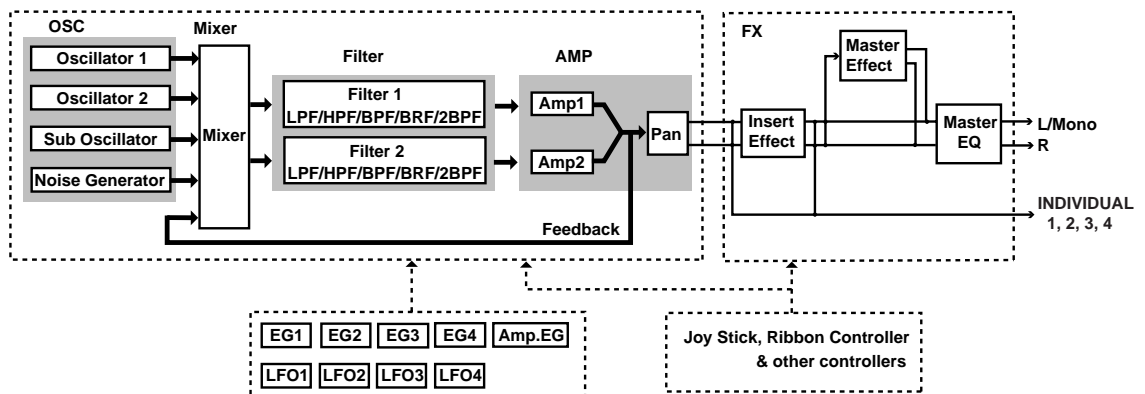 OSC
Mixer
Filter
AMP
FX
Oscillator 1
Oscillator 2
Sub Oscillator
Noise Generator
Mixer
Filter 1
LPF/HPF/BPF/BRF/2BPF
Filter 2
LPF/HPF/BPF/BRF/2BPF
Amp1
Amp2
Pan
Feedback
Insert
Effect
Master
Effect
Master
EQ
L/Mono
R
INDIVIDUAL
1, 2, 3, 4
EG1 EG2 EG3 EG4 Amp.EG
LFO1 LFO2 LFO3 LFO4
Joy Stick, Ribbon Controller
& other controllers